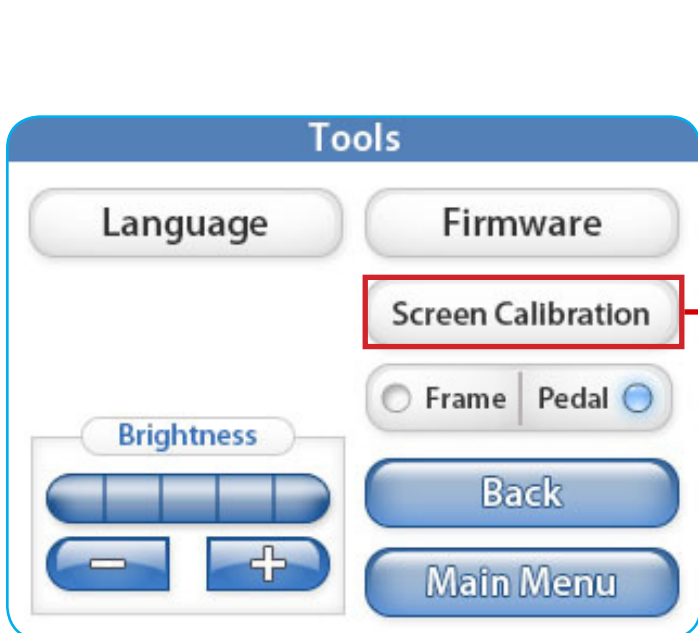 Tools
Language
Firmware
Screen Calibration
Frame Pedal
Brightness
Back
Main Menu